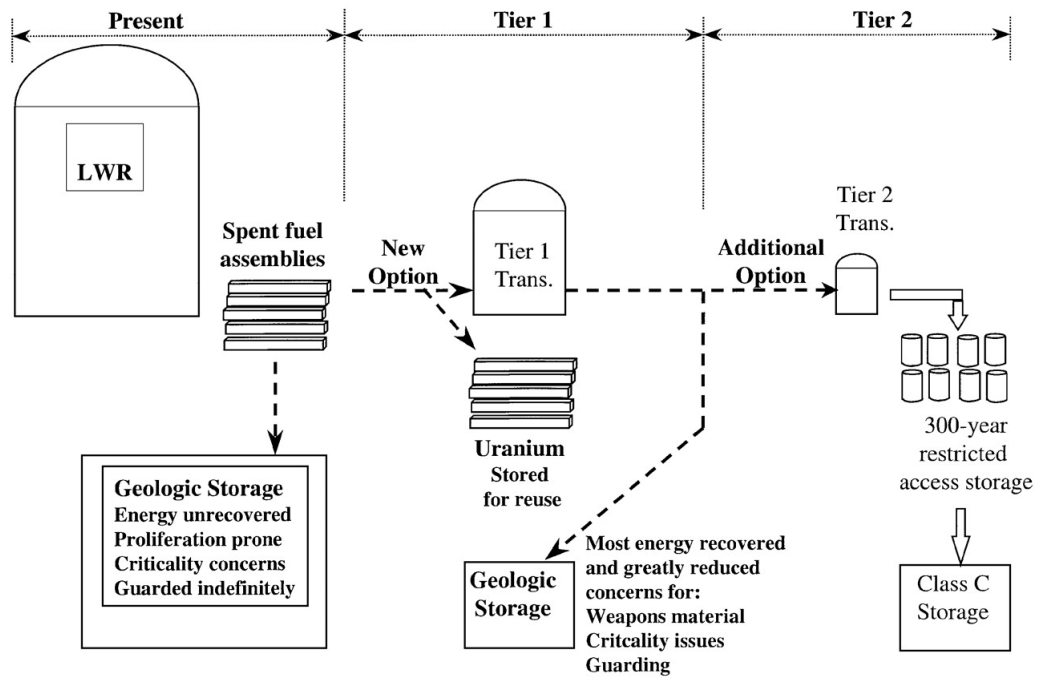 Present
Tier 1
Tier 2
LWR
Spent fuel
assemblies
New
Option
Tier 1
Trans.
Additional
Option
Tier 2
Trans.
Uranium
Stored
for reuse
300-year
restricted
access storage
Geologic Storage
Energy unrecovered
Proliferation prone
Criticality concerns
Guarded indefinitely
Geologic
Storage
Most energy recovered
and greatly reduced
concerns for:
Weapons material
Critcality issues
Guarding
Class C
Storage